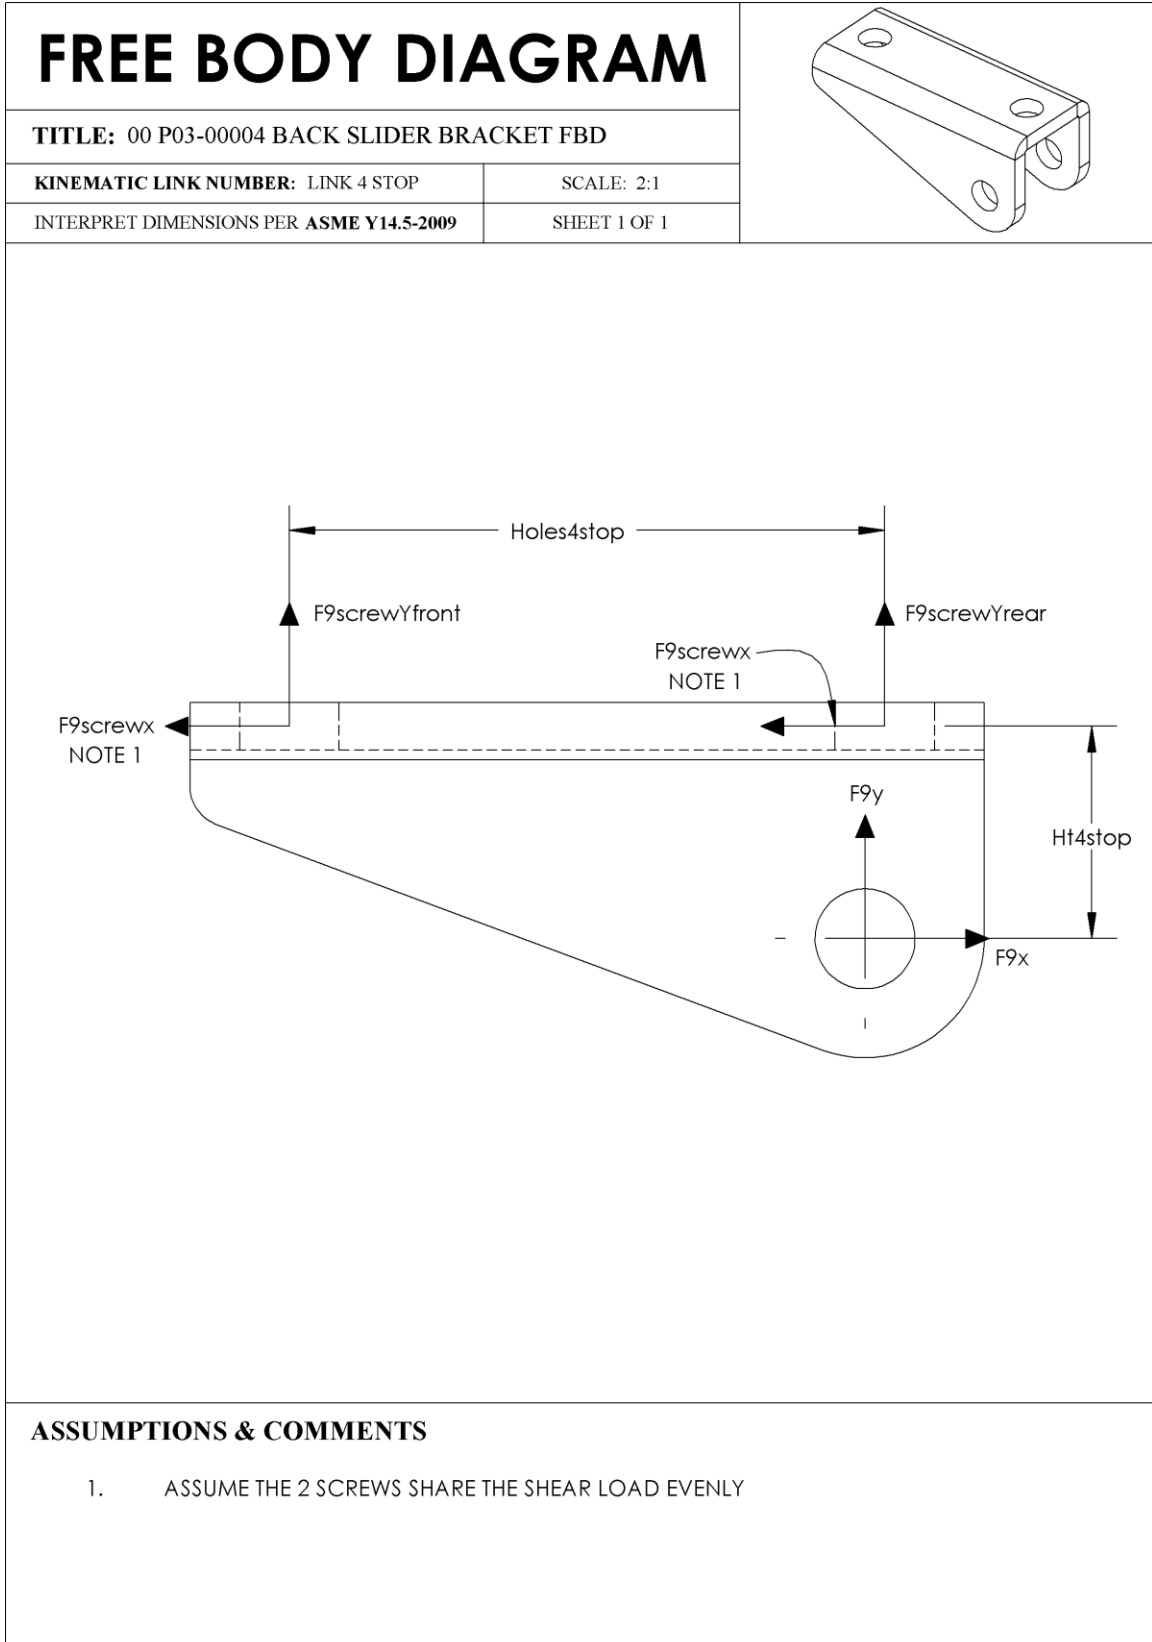 FREE BODY DIAGRAM
TITLE: 00 P03-00004 BACK SLIDER BRACKET FBD
KINEMATIC LINK NUMBER: LINK 4 STOP
SCALE: 2:1
INTERPRET DIMENSIONS PER ASME Y14.5-2009
SHEET 1 OF 1
Holes4stop
F9screwYfront
F9screwYrear
F9screwx
NOTE 1
F9screwx
NOTE 1
F9y
Ht4stop
F9x
ASSUMPTIONS & COMMENTS
1. ASSUME THE 2 SCREWS SHARE THE SHEAR LOAD EVENLY